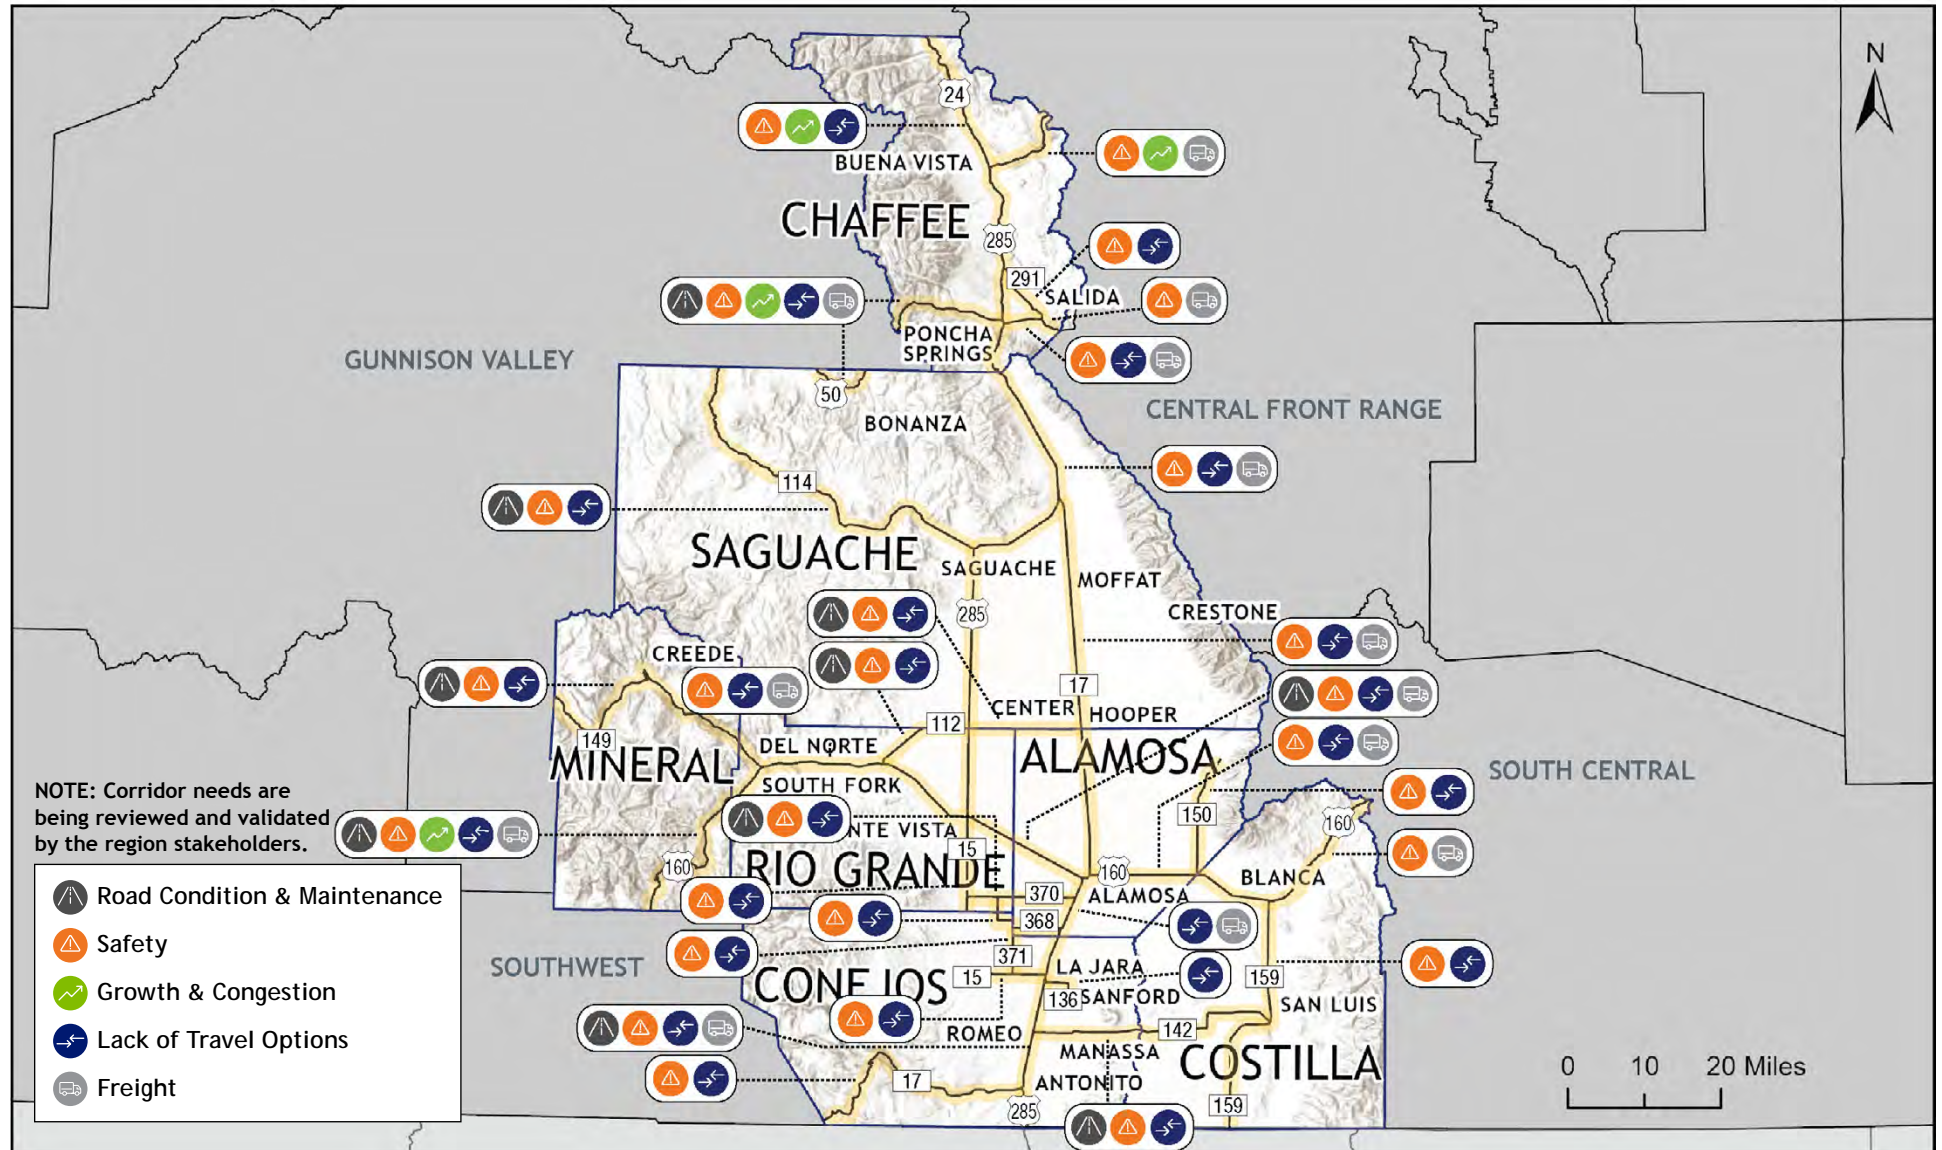 N
24
BUENA VISTA
CHAFFEE
285
291
SALIDA
PONCHA
SPRINGS
GUNNISON VALLEY
50
CENTRAL FRONT RANGE
BONANZA
114
SAGUACHE
SAGUACHE
MOFFAT
285
CRESTONE
CREEDE
17
CENTER
HOOPER
112
149
DEL NORTE
MINERAL
ALAMOSA
SOUTH CENTRAL
SOUTH FORK
NOTE: Corridor needs are
being reviewed and validated
by the region stakeholders.
150
160
NTE VISTA
15
160
RIO GRANDE
160
BLANCA
370
ALAMOSA
368
371
SOUTHWEST
LA JARA
CONEJOS
15
136
SANFORD
159
SAN LUIS
ROMEO
142
MANASSA
COSTILLA
17
ANTONITO
285
159
Road Condition & Maintenance
Safety
Growth & Congestion
Lack of Travel Options
Freight
0 10 20 Miles